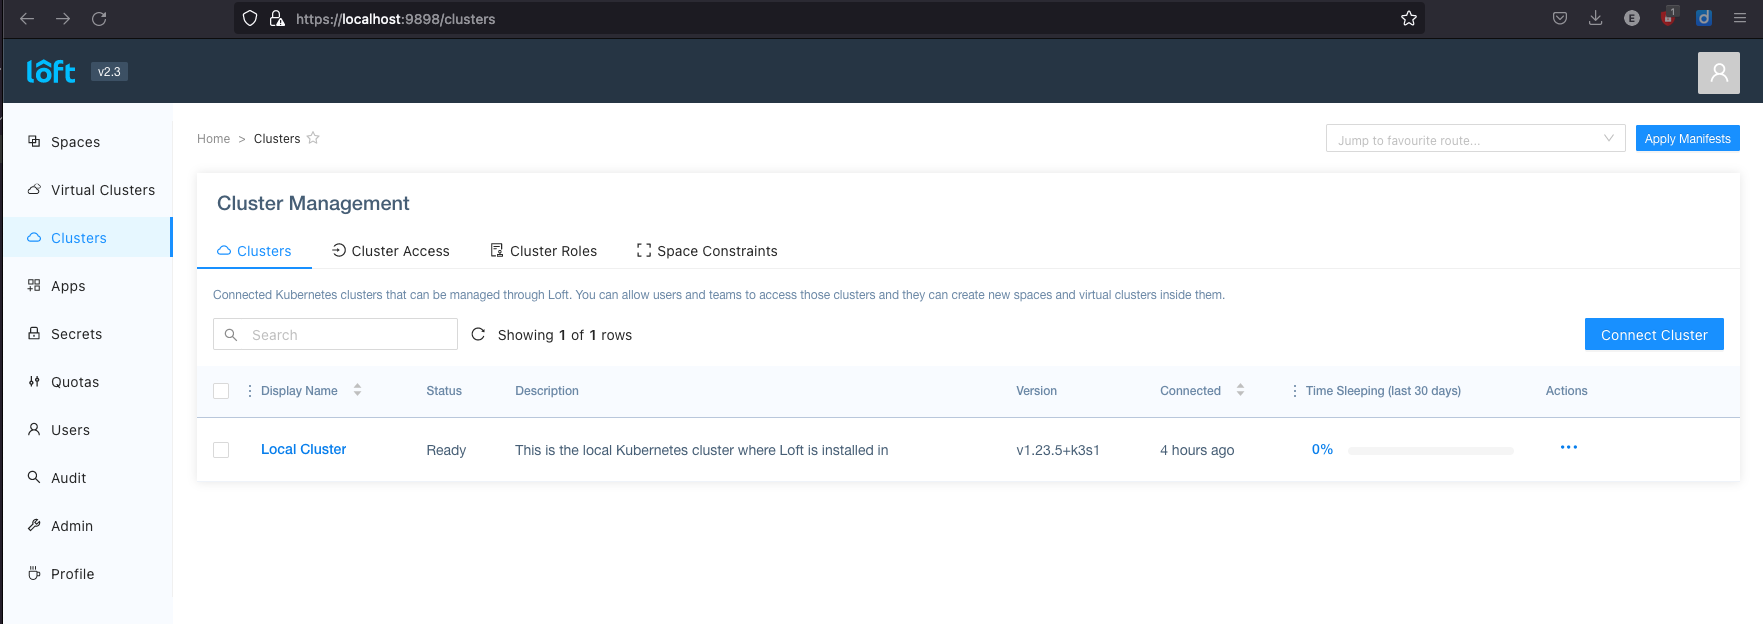 https://localhost:9898/clusters
E
1
d
loft
v2.3
Spaces
Virtual Clusters
Clusters
Apps
Secrets
Quotas
Users
Audit
Admin
Profile
Home > Clusters
Jump to favourite route...
Apply Manifests
Cluster Management
Clusters Cluster Access Cluster Roles Space Constraints
Connected Kubernetes clusters that can be managed through Loft. You can allow users and teams to access those clusters and they can create new spaces and virtual clusters inside them.
Search
Showing 1 of 1 rows
Connect Cluster
Display Name Status Description Version Connected Time Sleeping (last 30 days) Actions
Local Cluster Ready This is the local Kubernetes cluster where Loft is installed in v1.23.5+k3s1 4 hours ago 0%